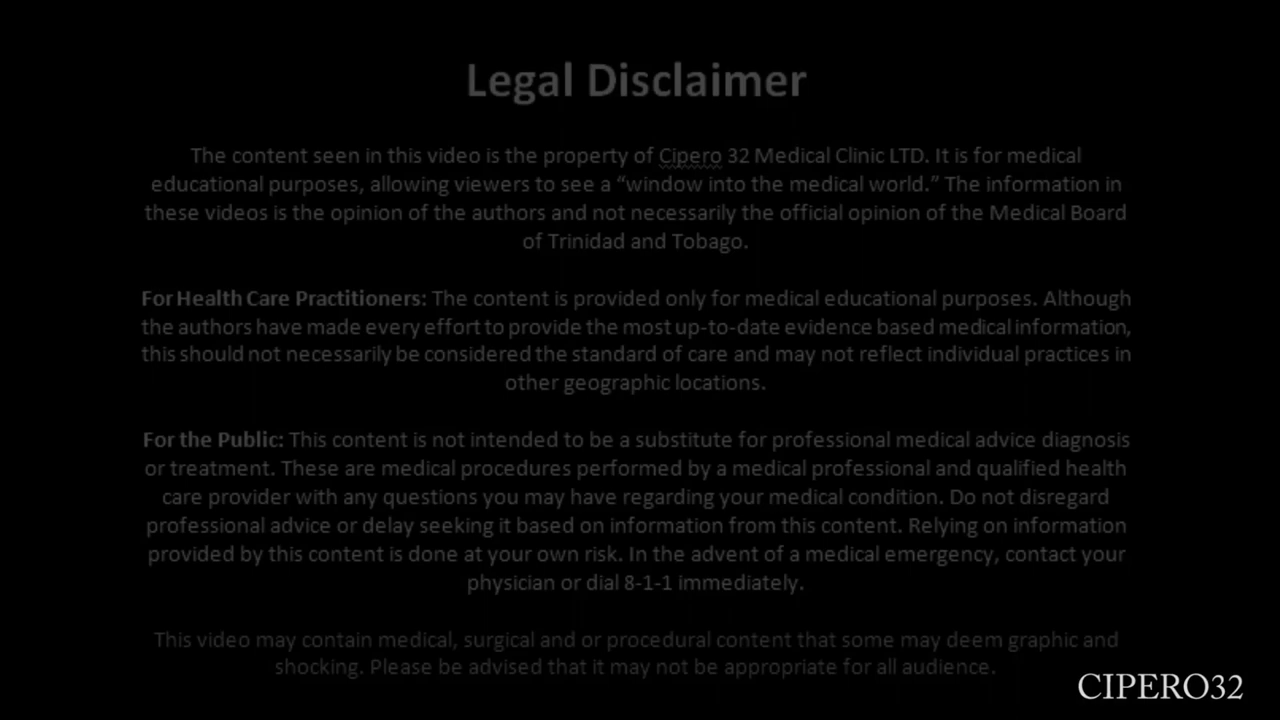 Legal Disclaimer
The content seen in this video is the property of Cipero 32 Medical Clinic LTD. It is for medical
educational purposes, allowing viewers to see a “window into the medical world.” The information in
these videos is the opinion of the authors and not necessarily the official opinion of the Medical Board
of Trinidad and Tobago.
For Health Care Practitioners: The content is provided only for medical educational purposes. Although
the authors have made every effort to provide the most up-to-date evidence based medical information,
this should not necessarily be considered the standard of care and may not reflect individual practices in
other geographic locations.
For the Public: This content is not intended to be a substitute for professional medical advice diagnosis
or treatment. These are medical procedures performed by a medical professional and qualified health
care provider with any questions you may have regarding your medical condition. Do not disregard
professional advice or delay seeking it based on information from this content. Relying on information
provided by this content is done at your own risk. In the advent of a medical emergency, contact your
physician or dial 8-1-1 immediately.
This video may contain medical, surgical and or procedural content that some may deem graphic and
shocking. Please be advised that it may not be appropriate for all audience.
CIPERO32